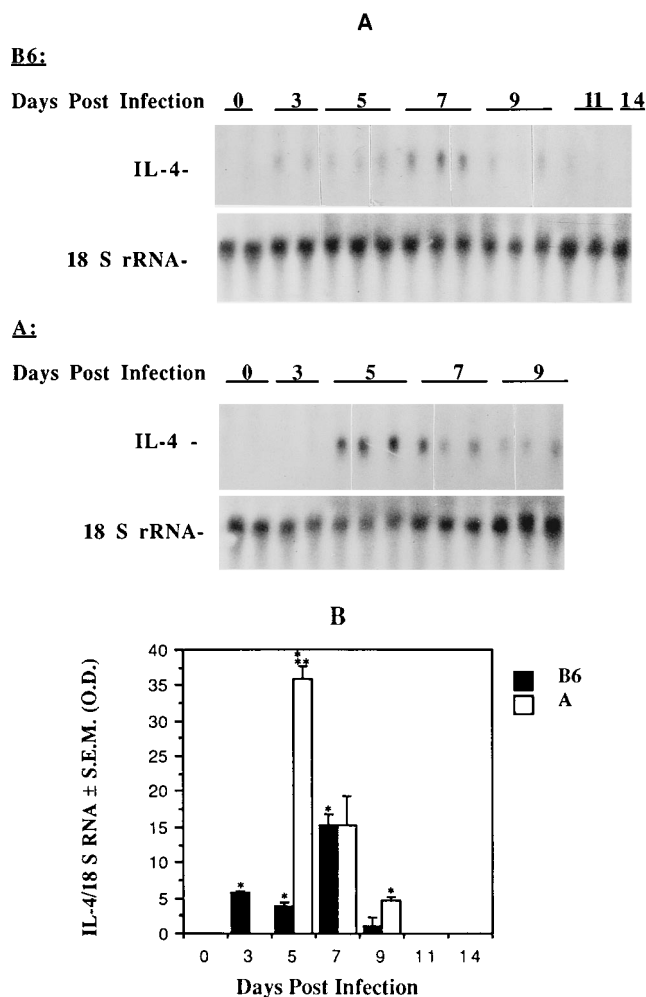 A
B6:
Days Post Infection 0 3 5 7 9 11 14
IL-4-
18 S rRNA-
A:
Days Post Infection 0 3 5 7 9
IL-4 -
18 S rRNA-
B
IL-4/18 S RNA ± S.E.M. (O.D.)
40
35
30
25
20
15
10
5
0
* * ** * *
B6
A
0 3 5 7 9 11 14
Days Post Infection